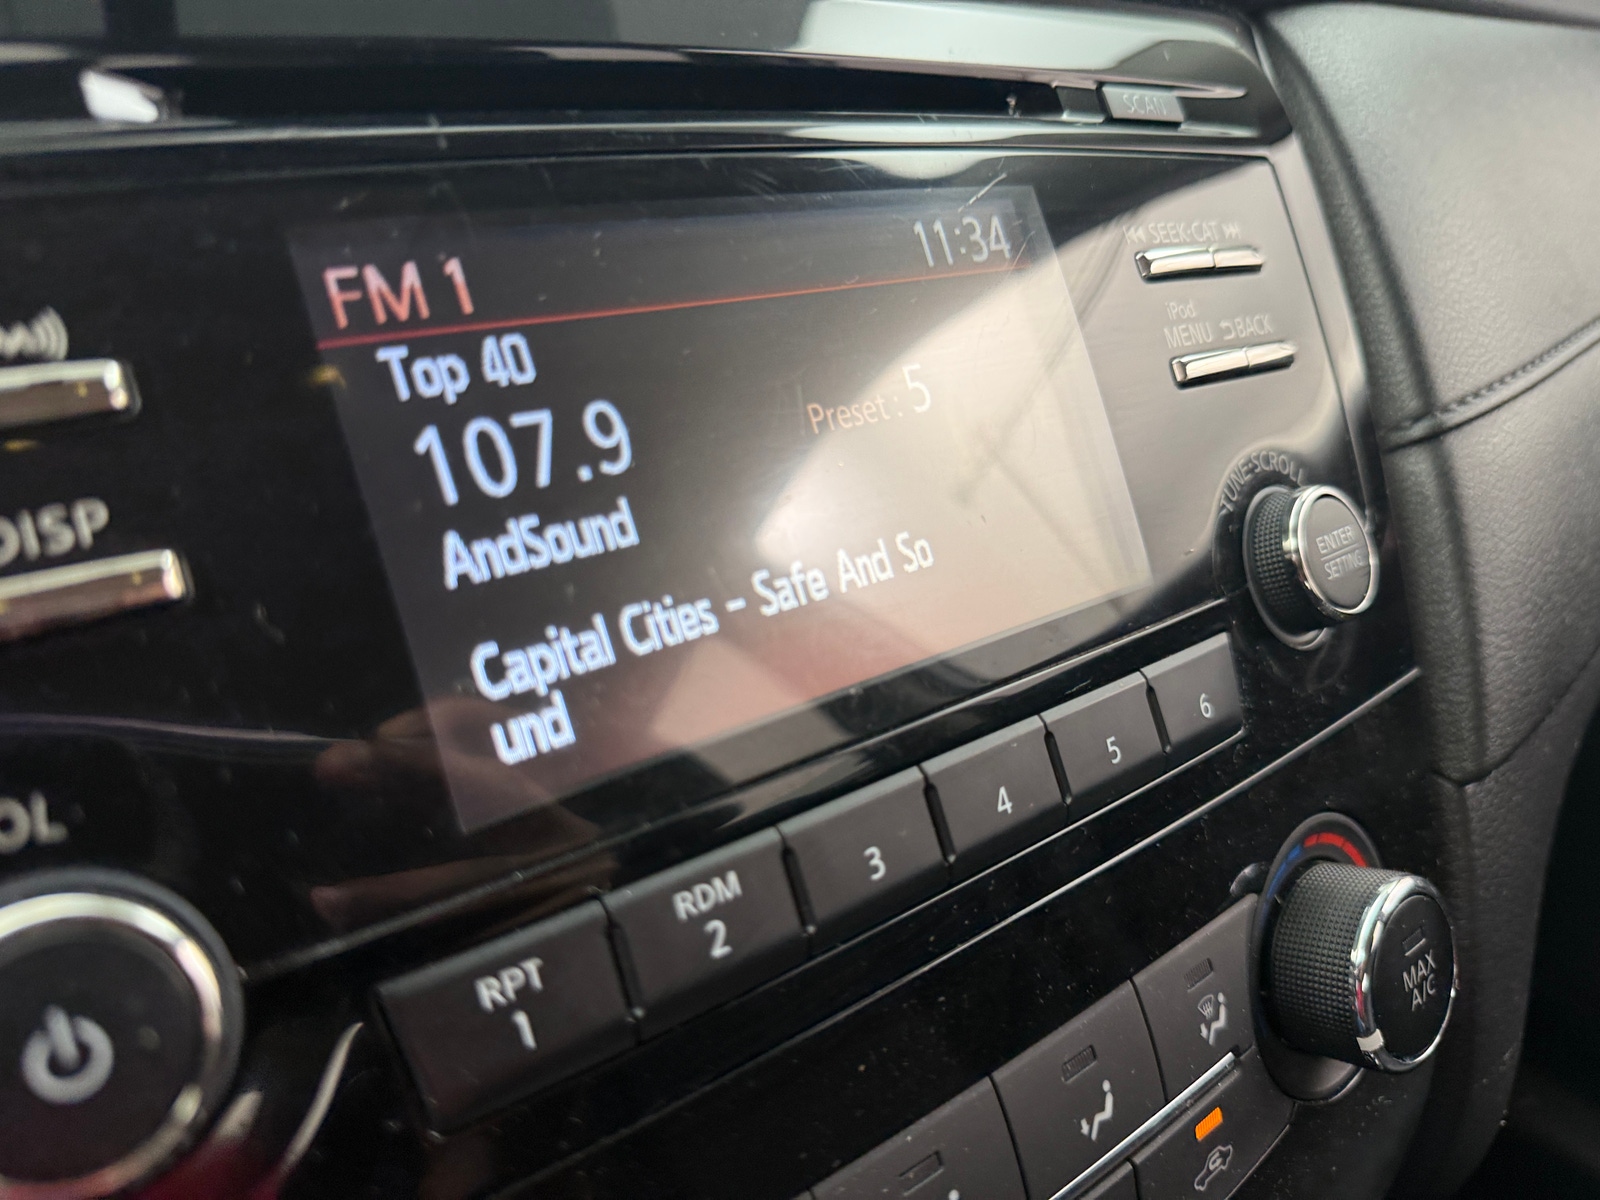 SCAN
FM 1
11:34
Top 40
107.9
Preset: 5
AndSound
Capital Cities - Safe And So
und
SEEK·CAT
iPod
MENU BACK
TUNE·SCROLL
ENTER
SETTING
DISP
OL
RPT
1
RDM
2
3
4
5
6
MAX
A/C